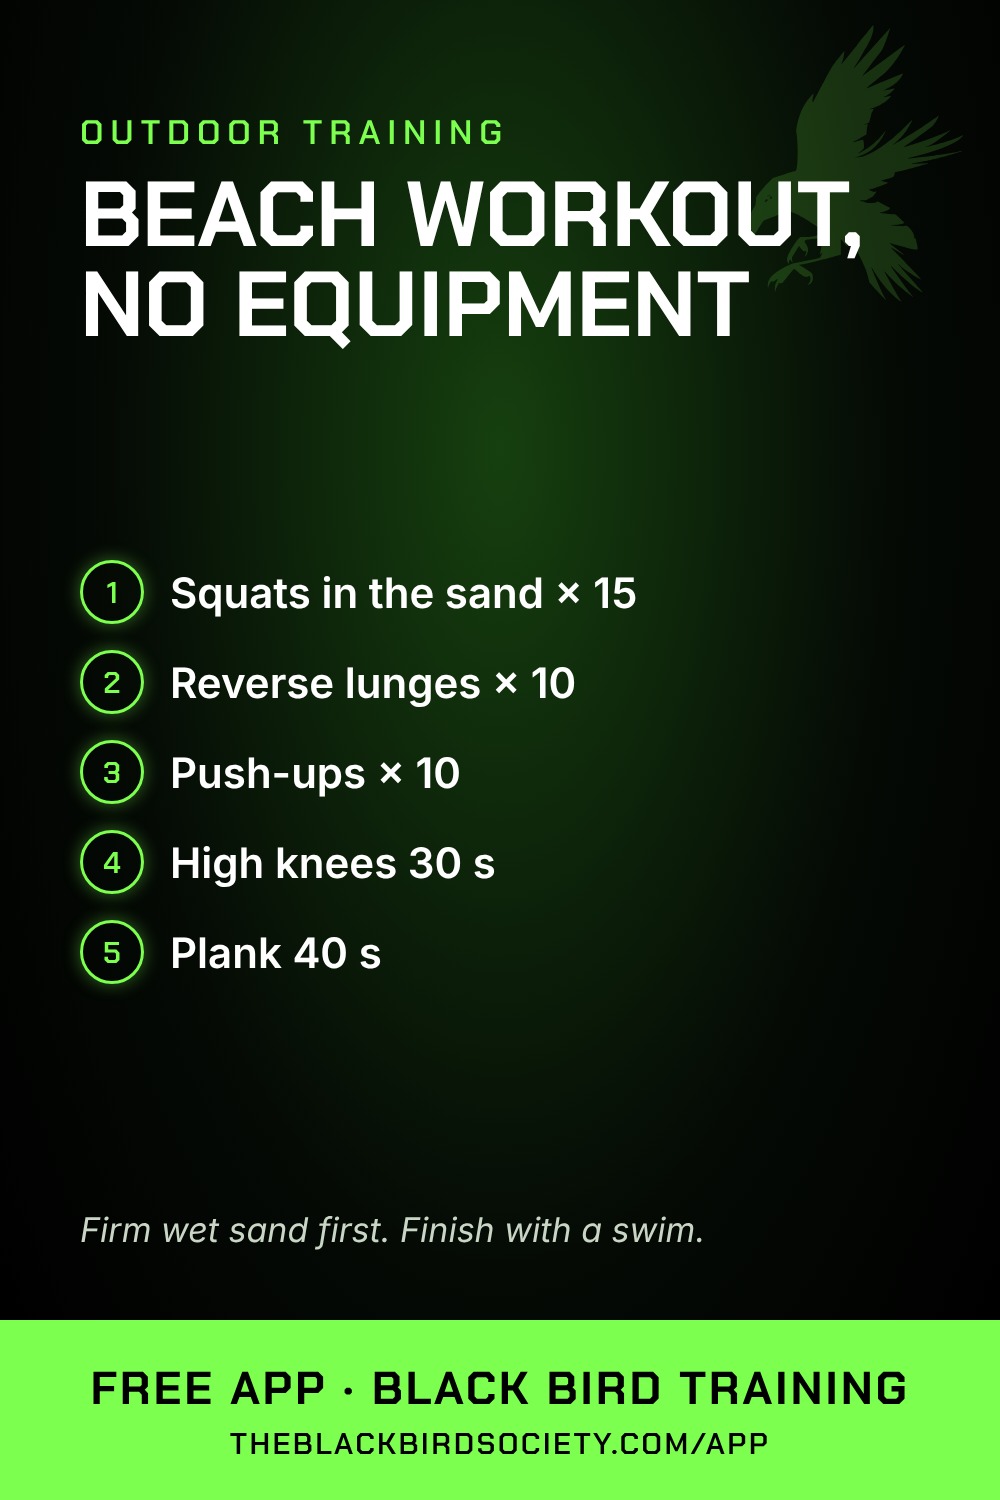 OUTDOOR TRAINING
BEACH WORKOUT,
NO EQUIPMENT
1 Squats in the sand × 15
2 Reverse lunges × 10
3 Push-ups × 10
4 High knees 30 s
5 Plank 40 s
Firm wet sand first. Finish with a swim.
FREE APP · BLACK BIRD TRAINING
THEBLACKBIRDSOCIETY.COM/APP